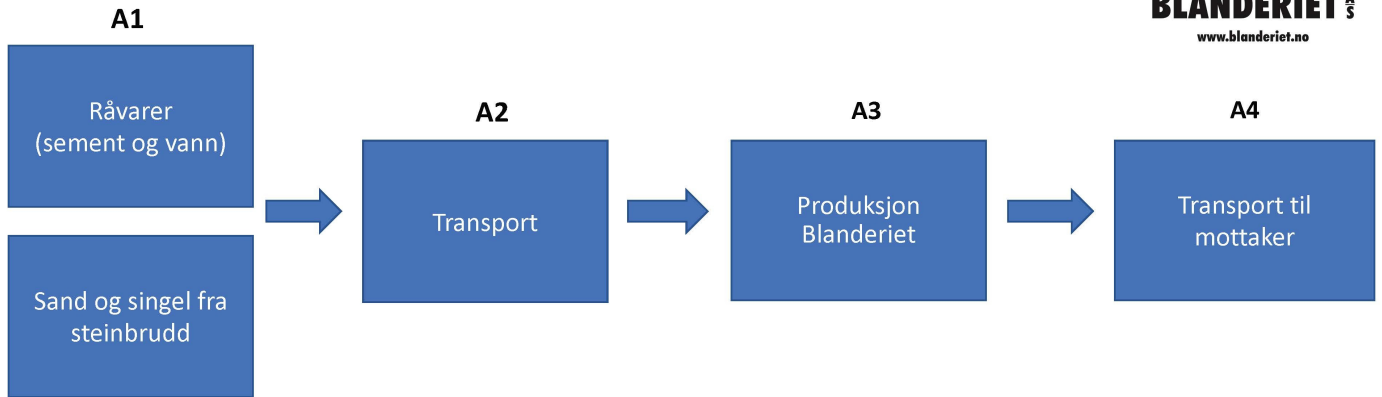 A1
BLANDERIET AS
www.blanderiet.no
Råvarer
(sement og vann)
A2
A3
A4
Transport
Produksjon
Blanderiet
Transport til
mottaker
Sand og singel fra
steinbrudd